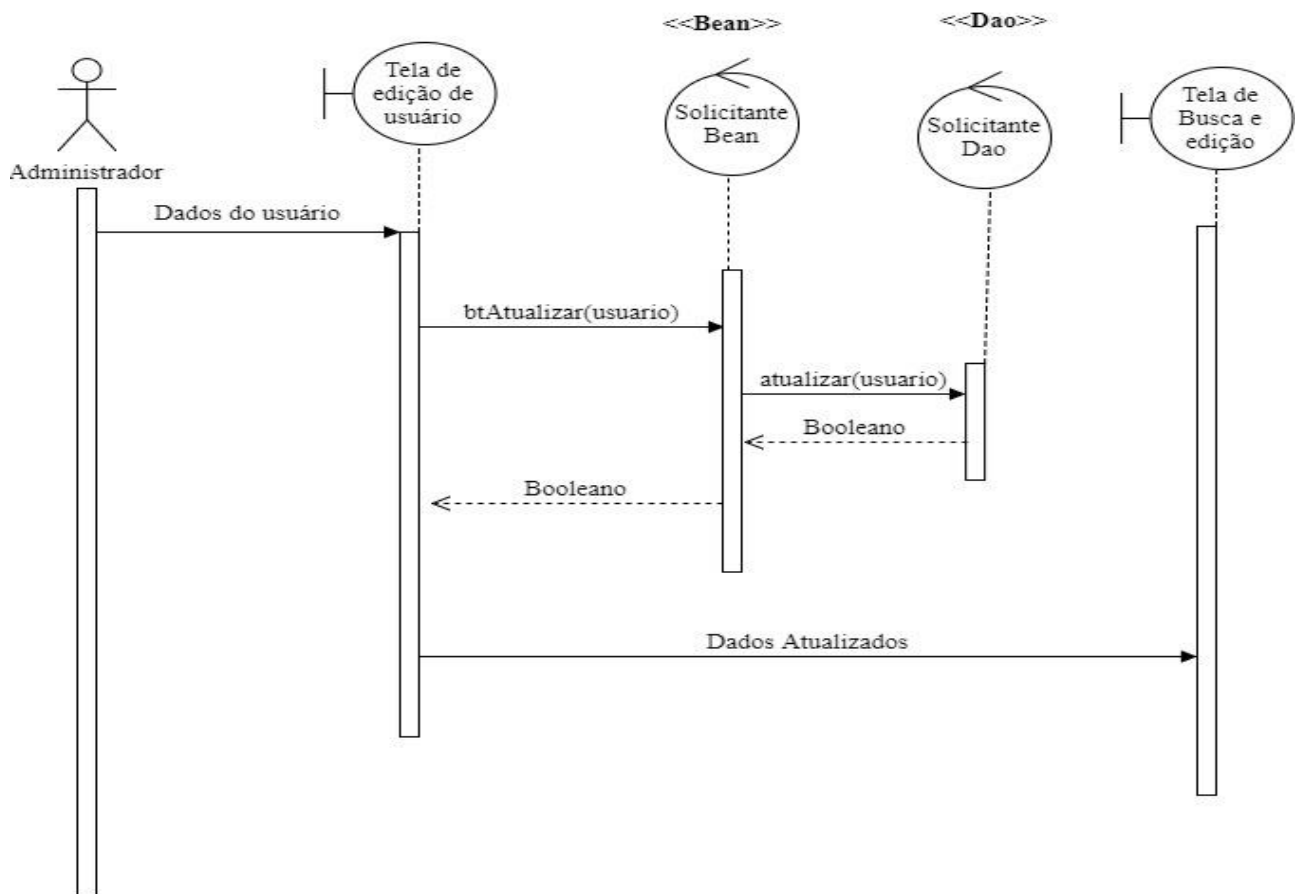 <<Bean>>
<<Dao>>
Tela de
edição de
usuário
Solicitante
Bean
Solicitante
Dao
Tela de
Busca e
edição
Administrador
Dados do usuário
btAtualizar(usuario)
atualizar(usuario)
Booleano
Booleano
Dados Atualizados